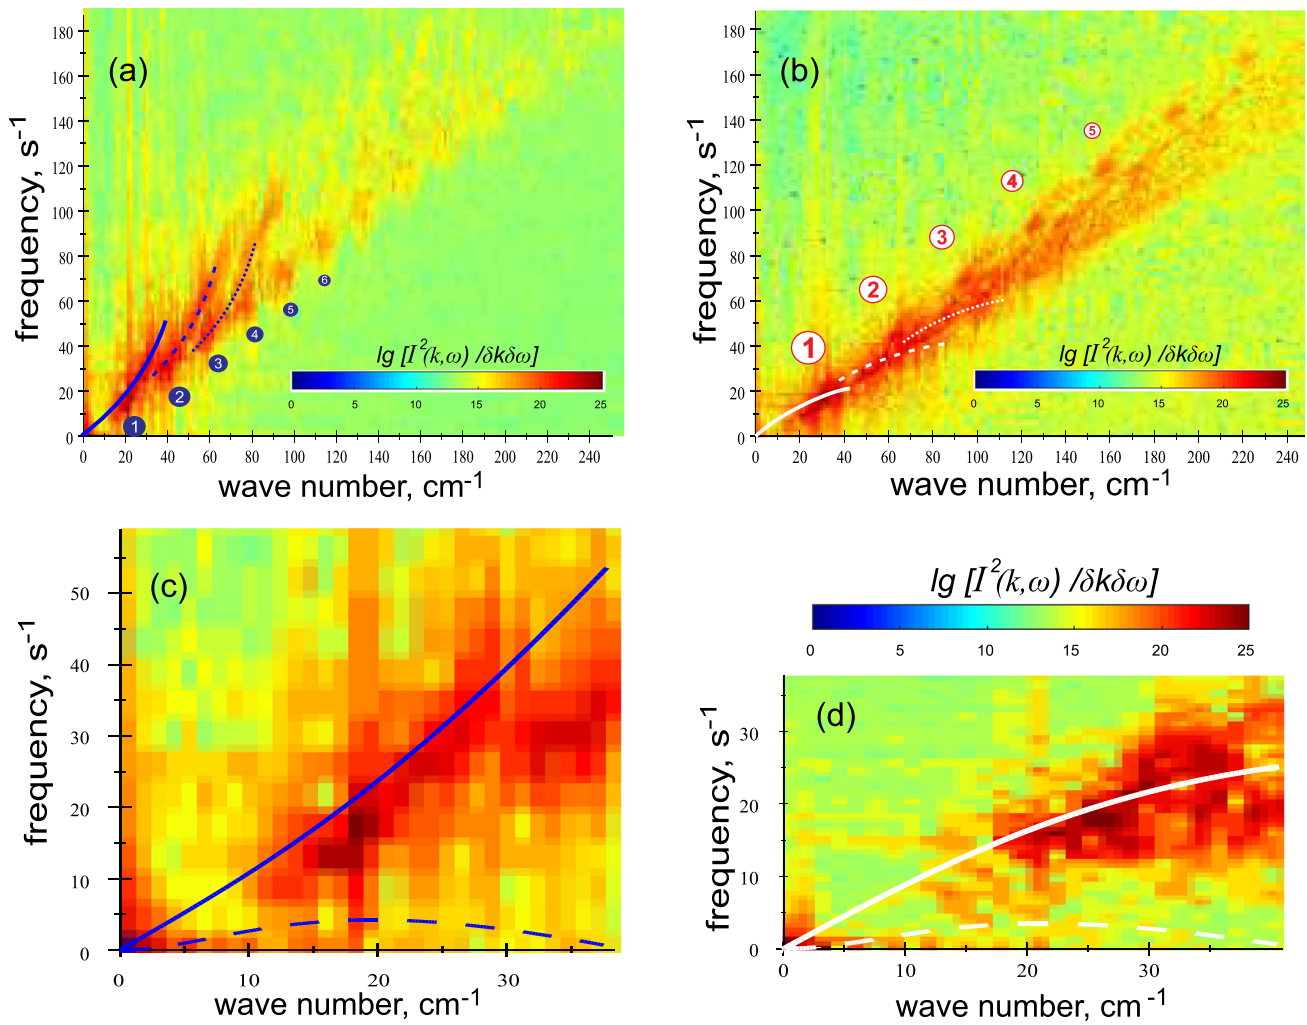 (a)
frequency, s-1
180
160
140
120
100
80
60
40
20
0
1
2
3
4
5
6
lg [I2(k,ω) /δkδω]
0 5 10 15 20 25
0 20 40 60 80 100 120 140 160 180 200 220 240
wave number, cm-1
(b)
frequency, s-1
180
160
140
120
100
80
60
40
20
0
5
4
3
2
1
lg [I2(k,ω) /δkδω]
0 5 10 15 20 25
0 20 40 60 80 100 120 140 160 180 200 220 240
wave number, cm-1
(c)
frequency, s-1
50
40
30
20
10
0
0 10 20 30
wave number, cm-1
lg [I2(k,ω) /δkδω]
0 5 10 15 20 25
(d)
frequency, s-1
30
20
10
0
0 10 20 30
wave number, cm-1